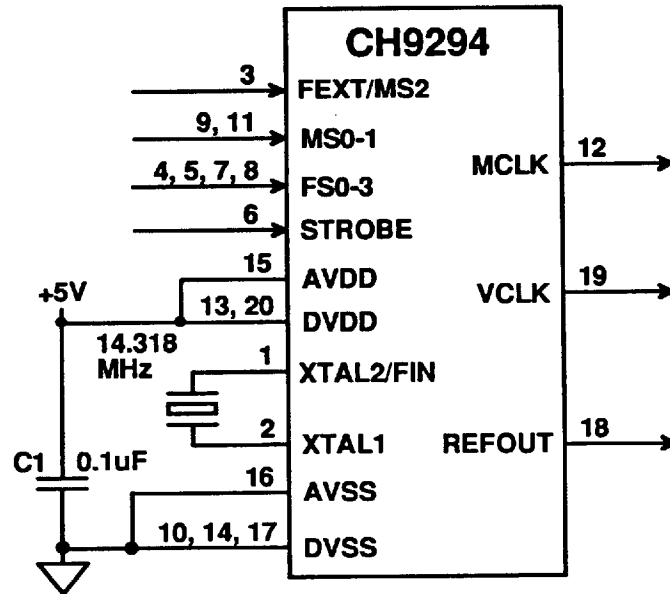 CH9294
3
FEXT/MS2
9, 11
MS0-1
4, 5, 7, 8
FS0-3
6
STROBE
15
AVDD
+5V
13, 20
DVDD
14.318
MHz
1
XTAL2/FIN
2
XTAL1
C1 0.1uF
16
AVSS
10, 14, 17
DVSS
MCLK
12
VCLK
19
REFOUT
18